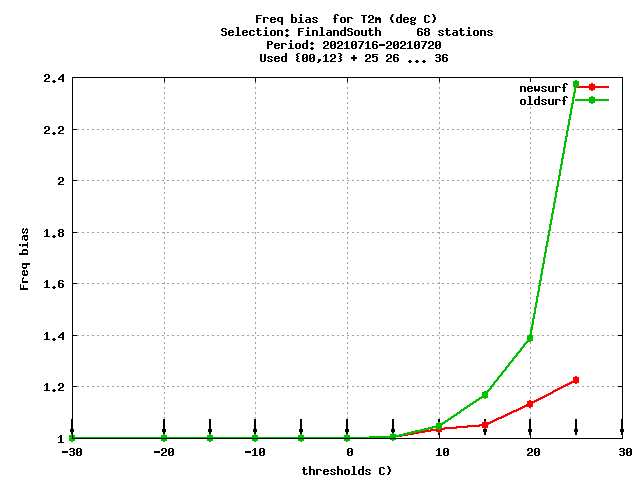 Freq bias  for T2m (deg C)
Selection: FinlandSouth     68 stations
Period: 20210716-20210720
Used {00,12} + 25 26 ... 36
newsurf
oldsurf
2.4
2.2
2
1.8
1.6
1.4
1.2
1
Freq bias
-30 -20 -10 0 10 20 30
thresholds C)